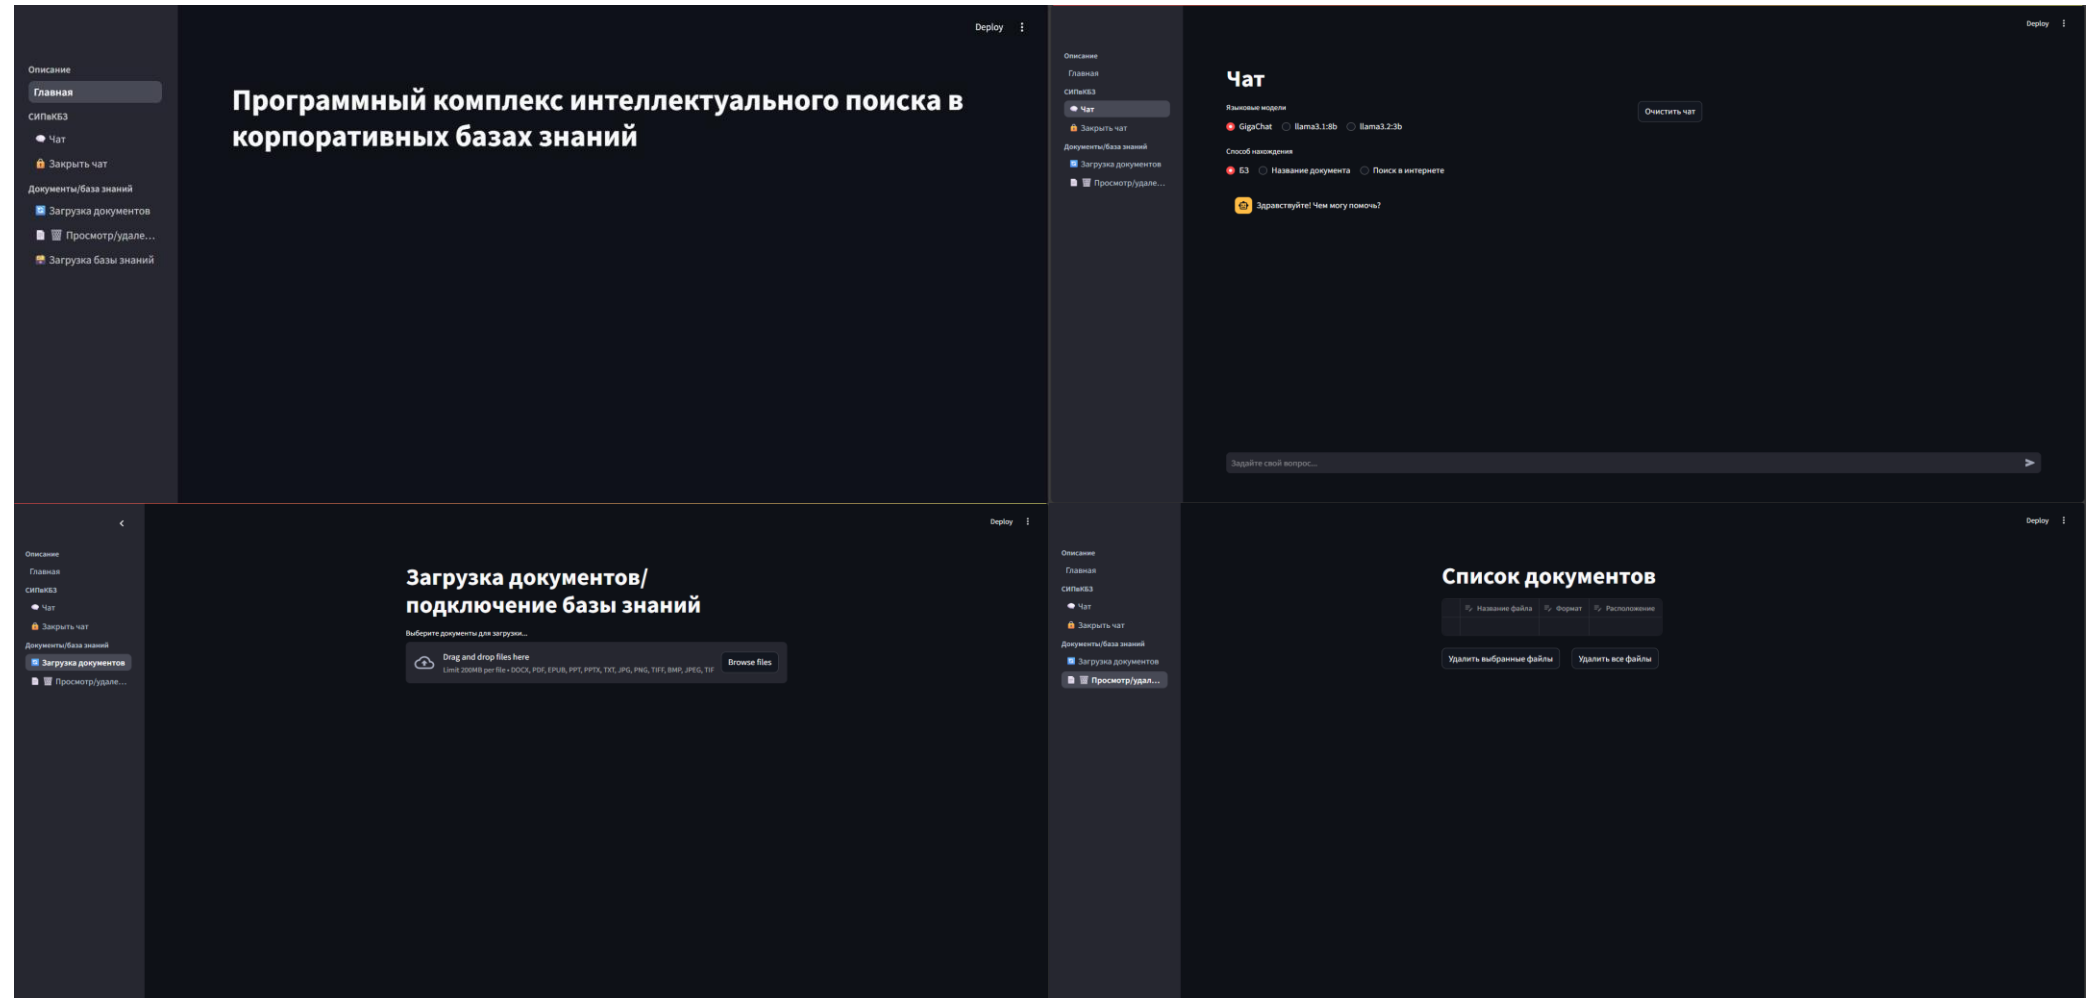 Deploy
Описание
Главная
СИПвКБЗ
Чат
Закрыть чат
Документы/база знаний
Загрузка документов
Просмотр/удале...
Загрузка базы знаний
Программный комплекс интеллектуального поиска в
корпоративных базах знаний
Deploy
Описание
Главная
СИПвКБЗ
Чат
Закрыть чат
Документы/база знаний
Загрузка документов
Просмотр/удале...
Чат
Языковые модели
GigaChat llama3.1:8b llama3.2:3b
Очистить чат
Способ нахождения
БЗ Название документа Поиск в интернете
Здравствуйте! Чем могу помочь?
Задайте свой вопрос...
Deploy
Описание
Главная
СИПвКБЗ
Чат
Закрыть чат
Документы/база знаний
Загрузка документов
Просмотр/удале...
Загрузка документов/
подключение базы знаний
Выберите документы для загрузки...
Drag and drop files here
Limit 200MB per file • DOCX, PDF, EPUB, PPT, PPTX, TXT, JPG, PNG, TIFF, BMP, JPEG, TIF
Browse files
Deploy
Описание
Главная
СИПвКБЗ
Чат
Закрыть чат
Документы/база знаний
Загрузка документов
Просмотр/удал...
Список документов
Название файла Формат Расположение
Удалить выбранные файлы Удалить все файлы